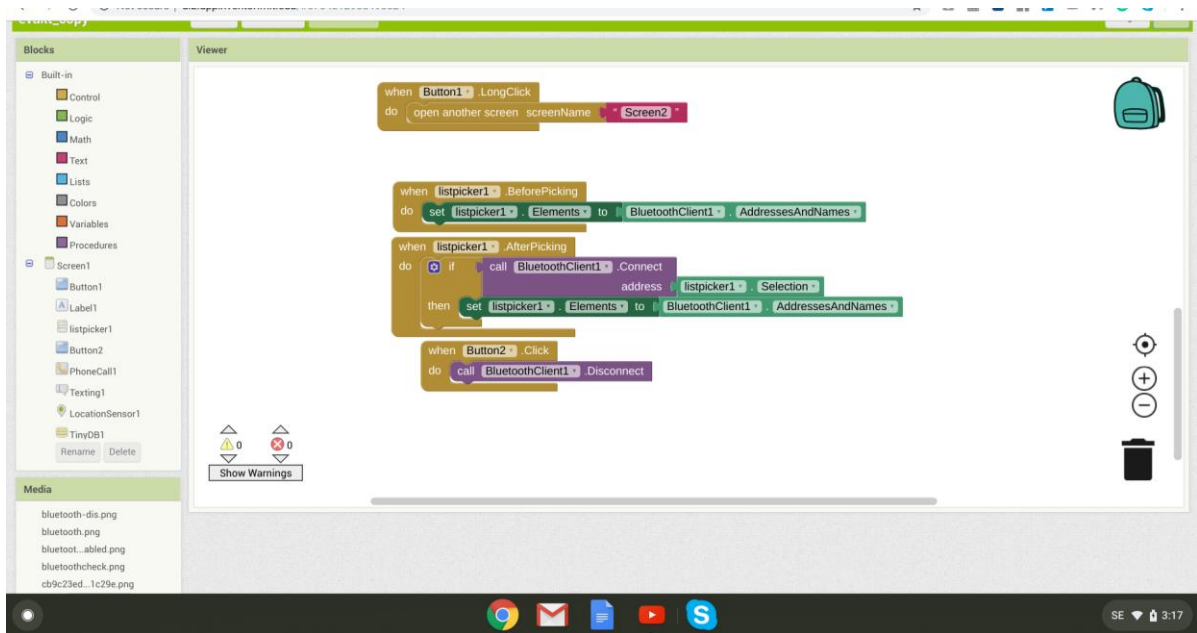 Blocks
Viewer
Built-in
Control
Logic
Math
Text
Lists
Colors
Variables
Procedures
Screen1
Button1
Label1
listpicker1
Button2
PhoneCall1
Texting1
LocationSensor1
TinyDB1
Rename Delete
Media
bluetooth-dis.png
bluetooth.png
bluetoot...abled.png
bluetoothcheck.png
cb9c23ed...1c29e.png
when Button1 .LongClick
do open another screen screenName " Screen2 "
when listpicker1 .BeforePicking
do set listpicker1 . Elements to BluetoothClient1 . AddressesAndNames
when listpicker1 .AfterPicking
do if call BluetoothClient1 .Connect
address listpicker1 . Selection
then set listpicker1 . Elements to BluetoothClient1 . AddressesAndNames
when Button2 .Click
do call BluetoothClient1 .Disconnect
0 0
Show Warnings
SE 3:17